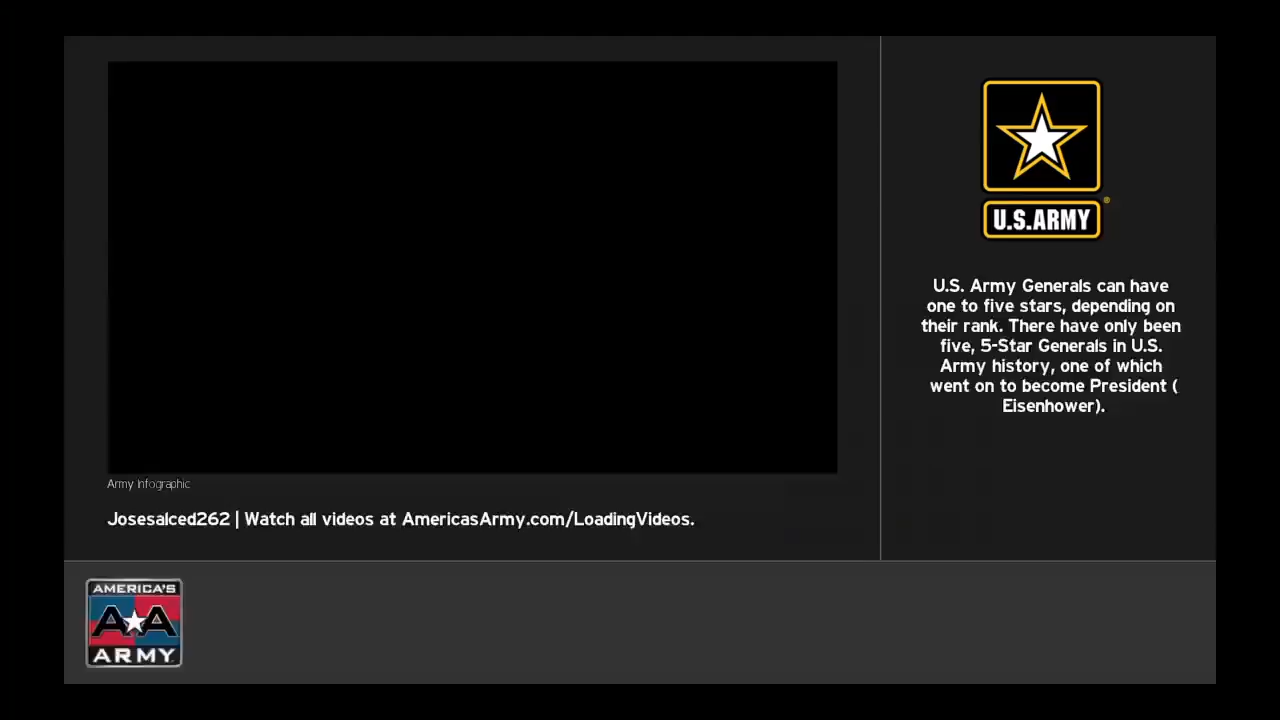 Army Infographic
Josesalced262 | Watch all videos at AmericasArmy.com/LoadingVideos.
U.S.ARMY
®
U.S. Army Generals can have
one to five stars, depending on
their rank. There have only been
five, 5-Star Generals in U.S.
Army history, one of which
went on to become President (
Eisenhower).
AMERICA'S
AA
ARMY